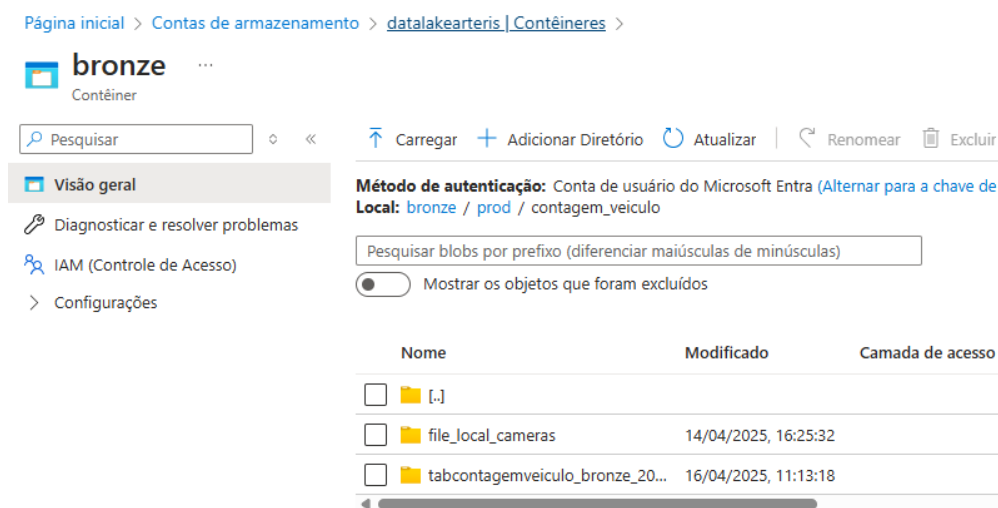 Página inicial > Contas de armazenamento > datalakearteris | Contêineres >
bronze ...
Contêiner
Pesquisar
Carregar Adicionar Diretório Atualizar Renomear Excluir
Visão geral
Diagnosticar e resolver problemas
IAM (Controle de Acesso)
Configurações
Método de autenticação: Conta de usuário do Microsoft Entra (Alternar para a chave de
Local: bronze / prod / contagem_veiculo
Pesquisar blobs por prefixo (diferenciar maiúsculas de minúsculas)
Mostrar os objetos que foram excluídos
Nome Modificado Camada de acesso
[..]
file_local_cameras 14/04/2025, 16:25:32
tabcontagemveiculo_bronze_20... 16/04/2025, 11:13:18